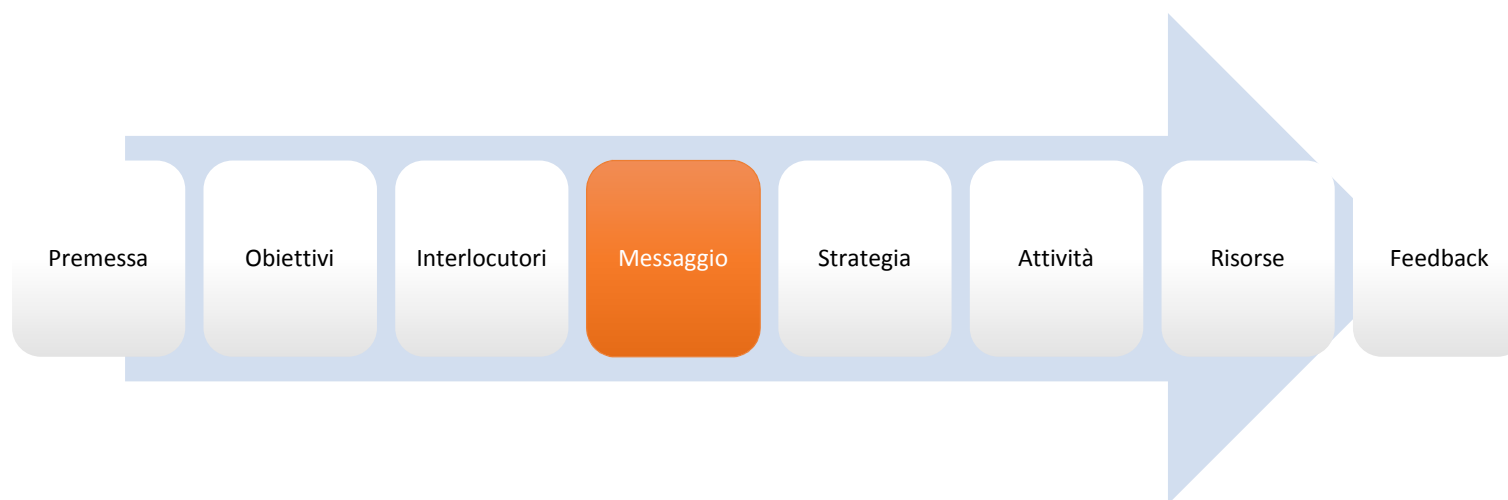 Premessa
Obiettivi
Interlocutori
Messaggio
Strategia
Attività
Risorse
Feedback